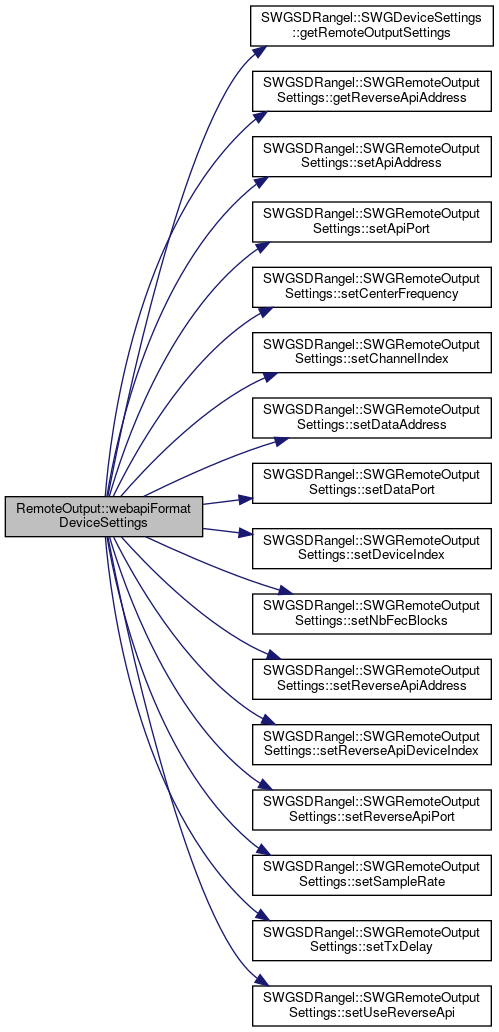 SWGSDRangel::SWGDeviceSettings
::getRemoteOutputSettings
SWGSDRangel::SWGRemoteOutput
Settings::getReverseApiAddress
SWGSDRangel::SWGRemoteOutput
Settings::setApiAddress
SWGSDRangel::SWGRemoteOutput
Settings::setApiPort
SWGSDRangel::SWGRemoteOutput
Settings::setCenterFrequency
SWGSDRangel::SWGRemoteOutput
Settings::setChannelIndex
SWGSDRangel::SWGRemoteOutput
Settings::setDataAddress
SWGSDRangel::SWGRemoteOutput
Settings::setDataPort
RemoteOutput::webapiFormat
DeviceSettings
SWGSDRangel::SWGRemoteOutput
Settings::setDeviceIndex
SWGSDRangel::SWGRemoteOutput
Settings::setNbFecBlocks
SWGSDRangel::SWGRemoteOutput
Settings::setReverseApiAddress
SWGSDRangel::SWGRemoteOutput
Settings::setReverseApiDeviceIndex
SWGSDRangel::SWGRemoteOutput
Settings::setReverseApiPort
SWGSDRangel::SWGRemoteOutput
Settings::setSampleRate
SWGSDRangel::SWGRemoteOutput
Settings::setTxDelay
SWGSDRangel::SWGRemoteOutput
Settings::setUseReverseApi